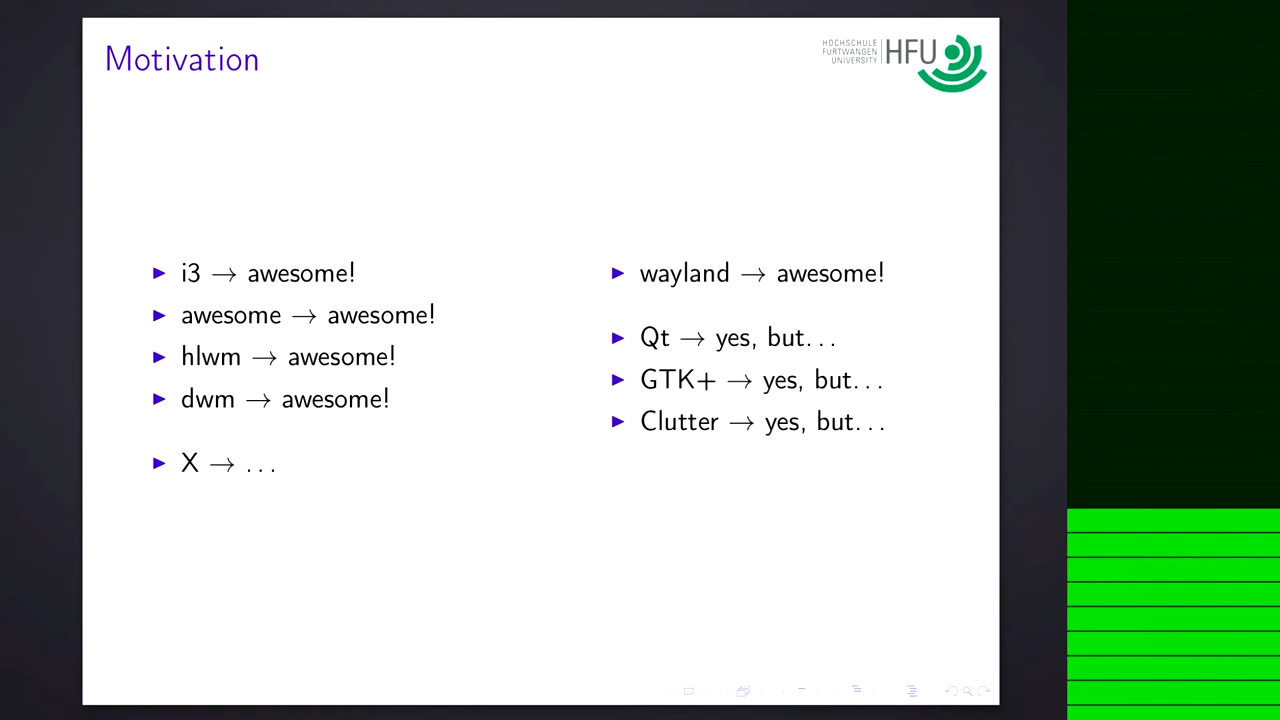 Motivation
HOCHSCHULE
FURTWANGEN
UNIVERSITY
HFU
▶ i3 → awesome!
▶ awesome → awesome!
▶ hlwm → awesome!
▶ dwm → awesome!
▶ X → ...
▶ wayland → awesome!
▶ Qt → yes, but...
▶ GTK+ → yes, but...
▶ Clutter → yes, but...